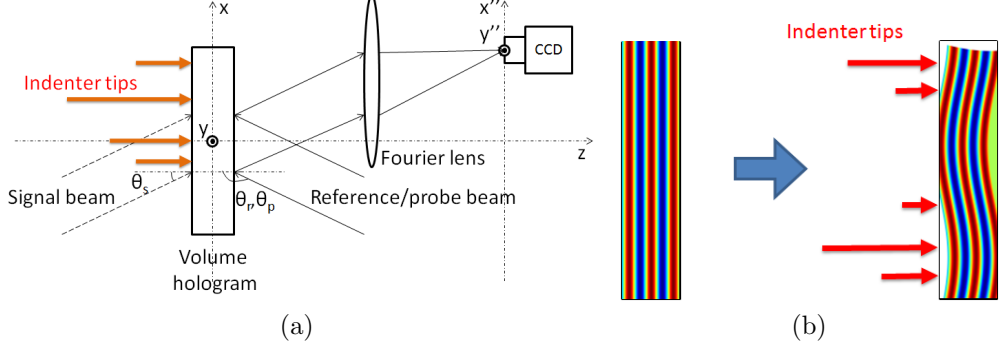 x
x''
y''
CCD
Indenter tips
Indenter tips
y
z
Fourier lens
θs
Signal beam
θr,θp
Reference/probe beam
Volume
hologram
(a)
(b)